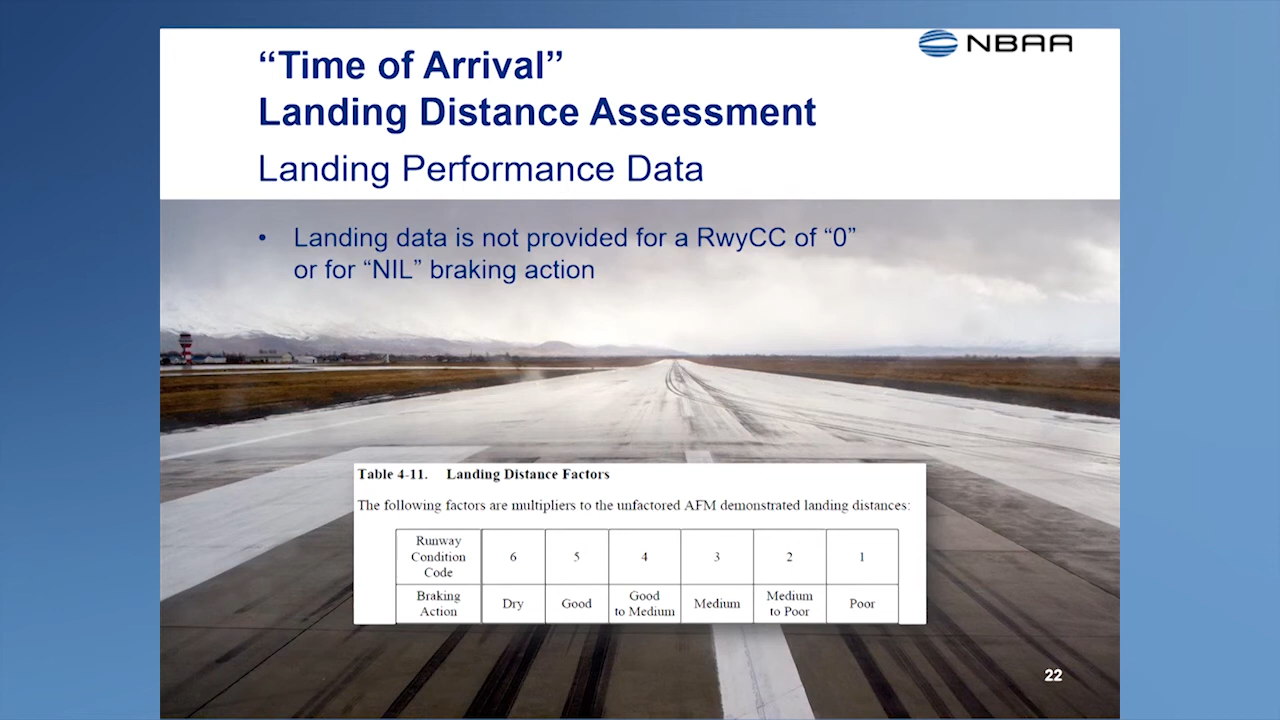 NBAA
“Time of Arrival”
Landing Distance Assessment
Landing Performance Data
• Landing data is not provided for a RwyCC of “0”
or for “NIL” braking action
Table 4-11. Landing Distance Factors
The following factors are multipliers to the unfactored AFM demonstrated landing distances:
Runway Condition Code 6 5 4 3 2 1
Braking Action Dry Good Good to Medium Medium Medium to Poor Poor
22